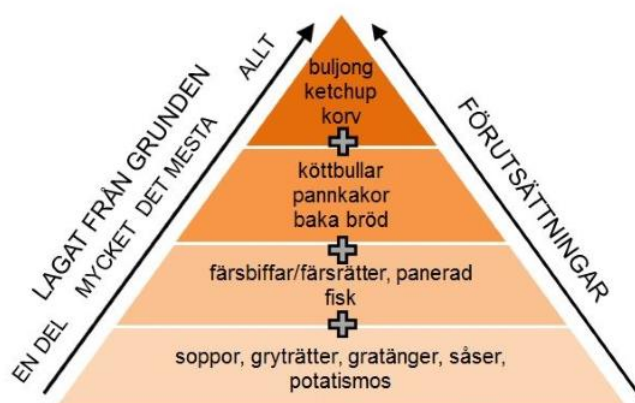 LAGAT FRÅN GRUNDEN
EN DEL
MYCKET
DET MESTA
ALLT
FÖRUTSÄTTNINGAR
buljong
ketchup
korv
köttbullar
pannkakor
baka bröd
färsbiffar/färsrätter, panerad
fisk
soppor, gryträtter, gratänger, såser,
potatismos